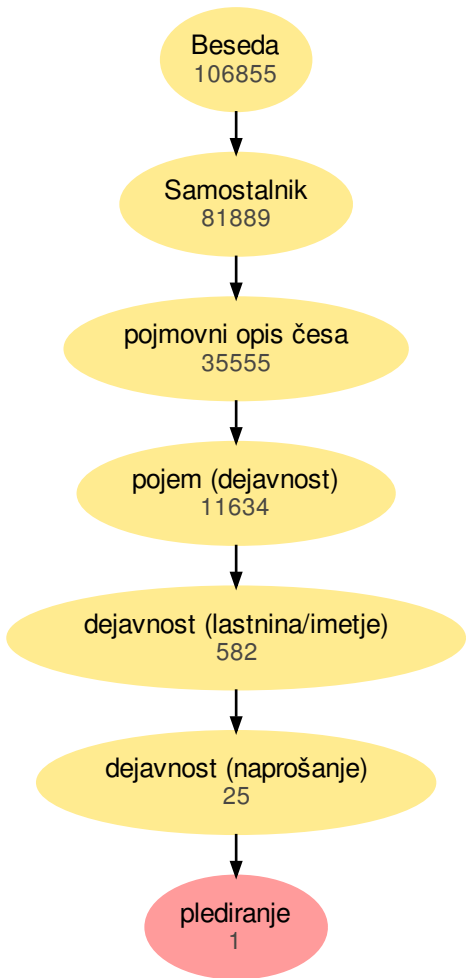 Beseda
106855
Samostalnik
81889
pojmovni opis česa
35555
pojem (dejavnost)
11634
dejavnost (lastnina/imetje)
582
dejavnost (naprošanje)
25
plediranje
1